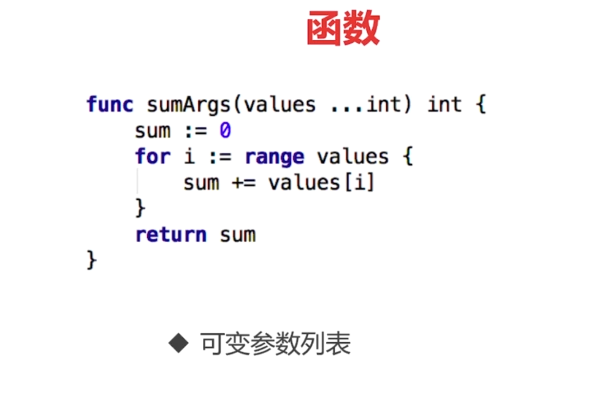 函数
func sumArgs(values ...int) int {
    sum := 0
    for i := range values {
        sum += values[i]
    }
    return sum
}
◆ 可变参数列表